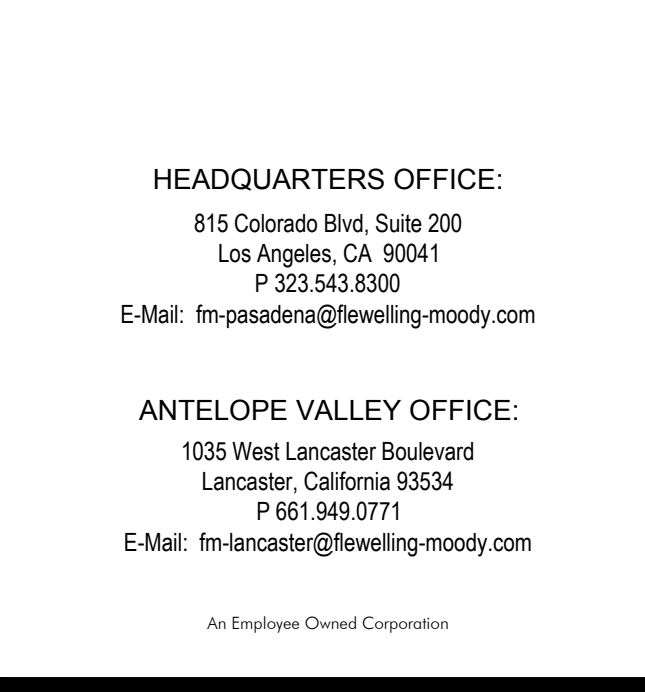 HEADQUARTERS OFFICE:
815 Colorado Blvd, Suite 200
Los Angeles, CA  90041
P 323.543.8300
E-Mail:  fm-pasadena@flewelling-moody.com
ANTELOPE VALLEY OFFICE:
1035 West Lancaster Boulevard
Lancaster, California 93534
P 661.949.0771
E-Mail:  fm-lancaster@flewelling-moody.com
An Employee Owned Corporation